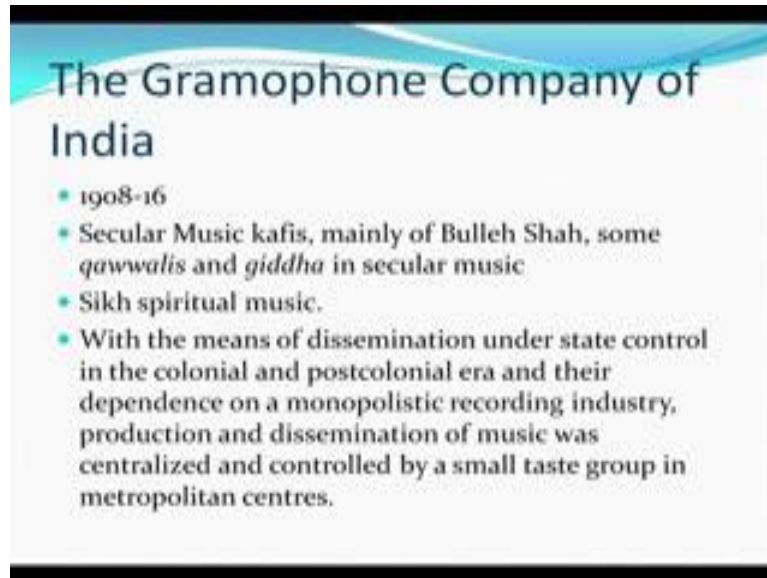 The Gramophone Company of
India
• 1908-16
• Secular Music kafis, mainly of Bulleh Shah, some
qawwalis and giddha in secular music
• Sikh spiritual music.
• With the means of dissemination under state control
in the colonial and postcolonial era and their
dependence on a monopolistic recording industry,
production and dissemination of music was
centralized and controlled by a small taste group in
metropolitan centres.